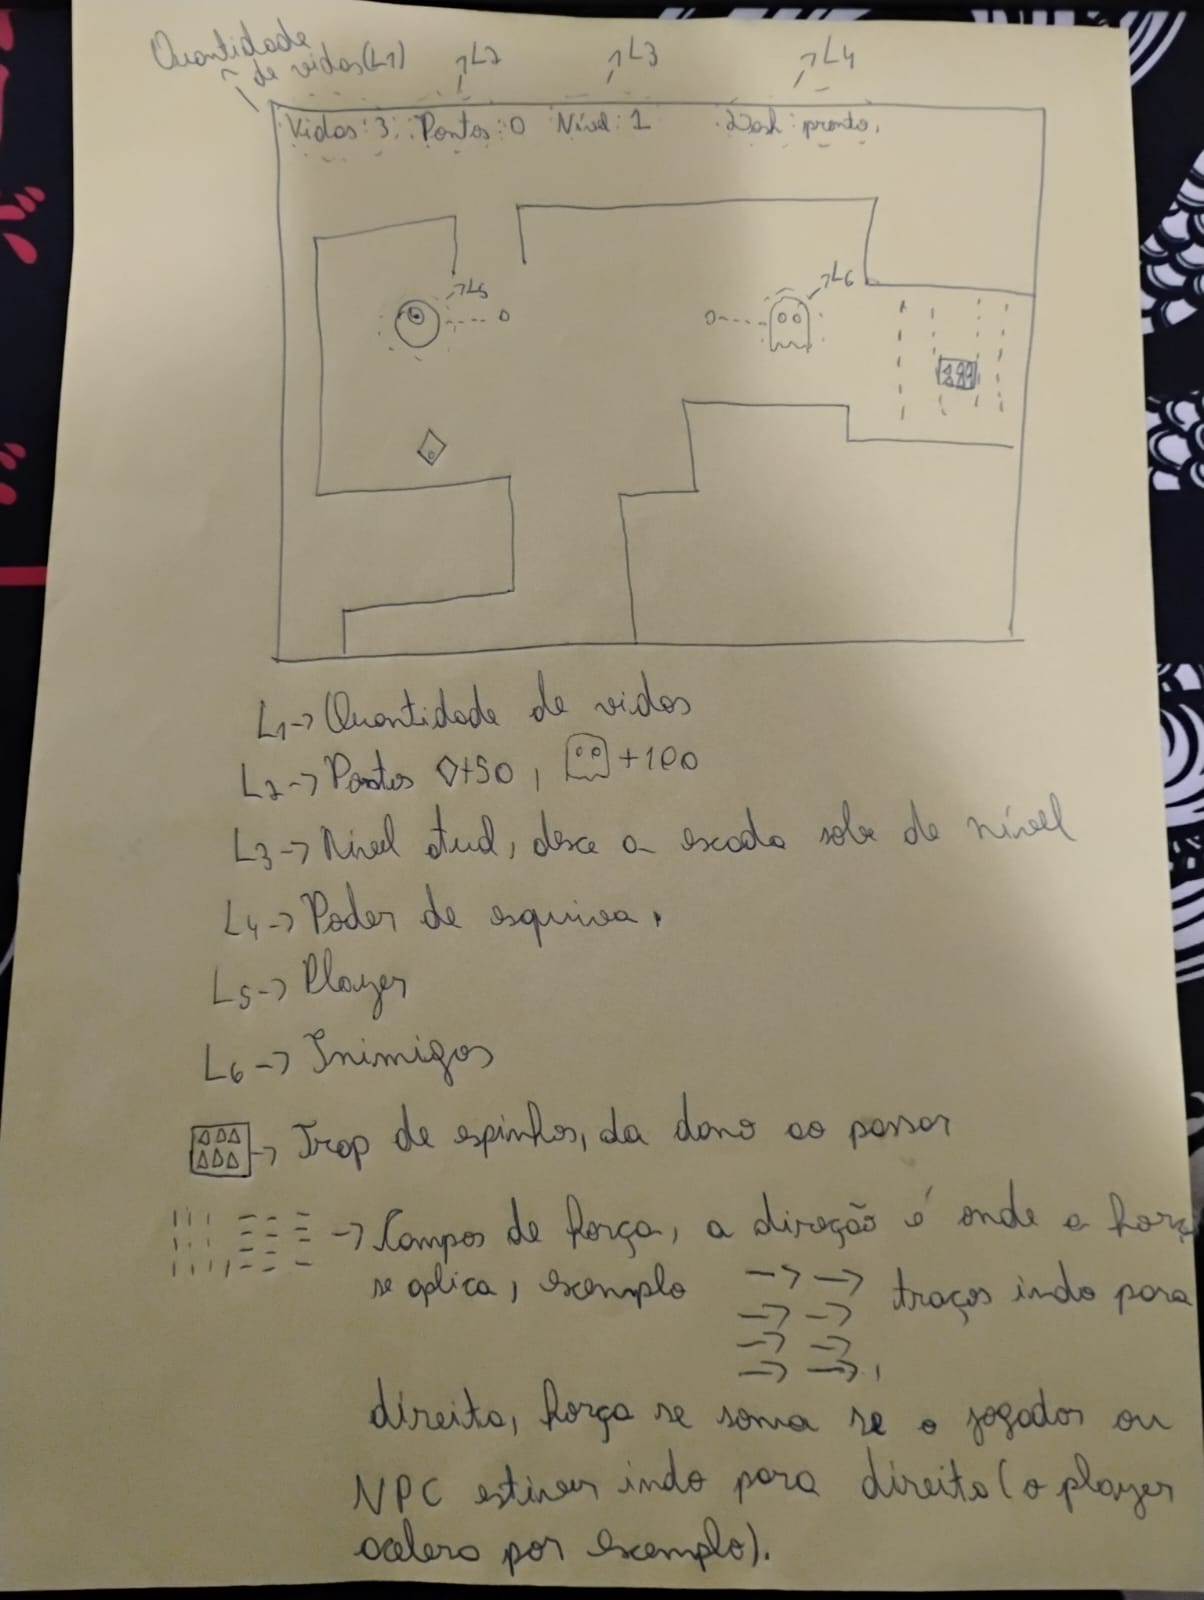 Quantidade
de vidas(L1)
L2
L3
L4
Vidas: 3
Pontos: 0
Nível: 1
Dash: pronto
L5
L6
L1-> Quantidade de vidas
L2-> Pontos +50, +100
L3-> Nível atual, desce a escada sobe de nível
L4-> Poder de esquiva.
L5-> Player
L6-> Inimigos
-> Trap de espinhos, da dano ao passar
-> Campos de força, a direção é onde a força
se aplica, exemplo traços indo para
direita, força se soma se o jogador ou
NPC estiver indo para direita (o player
acelera por exemplo).